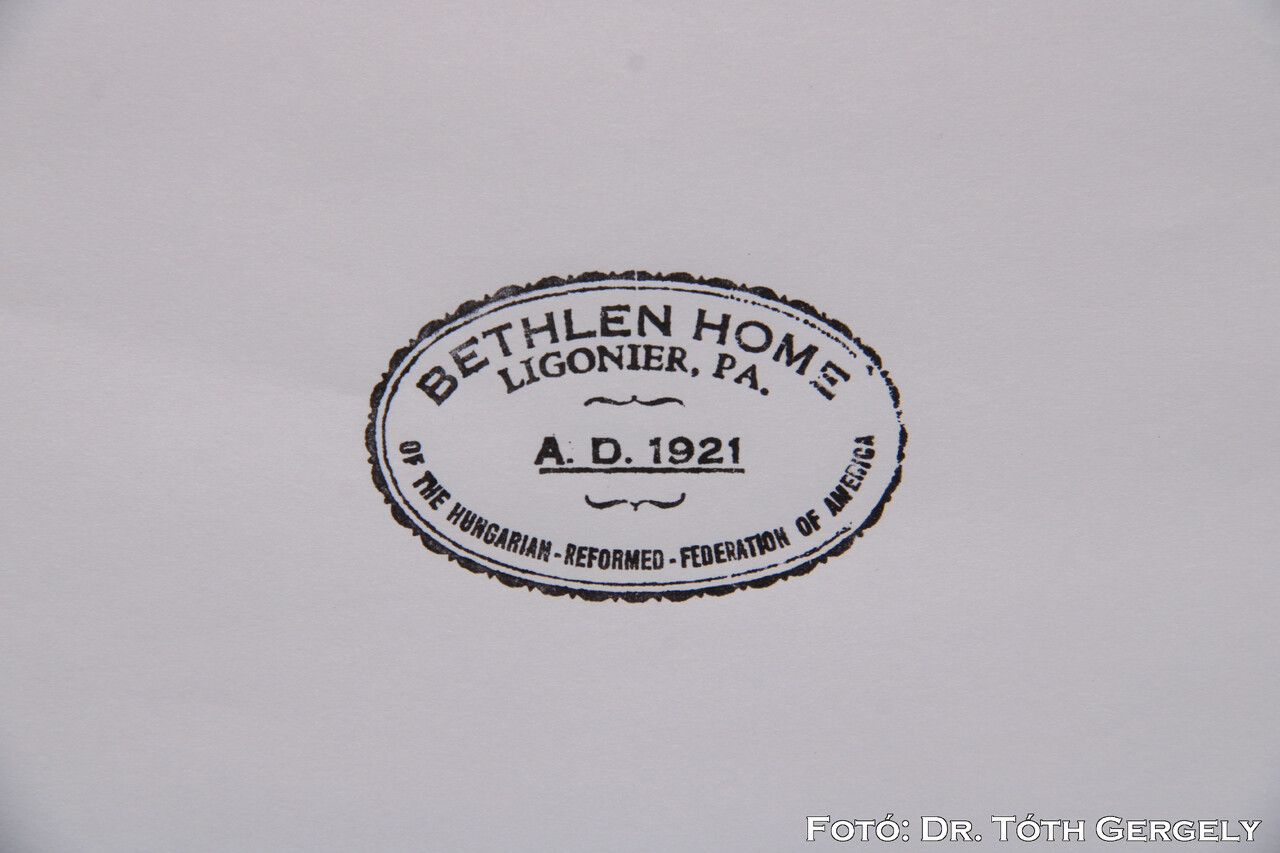 BETHLEN HOME
LIGONIER, PA.
A. D. 1921
OF THE HUNGARIAN - REFORMED - FEDERATION OF AMERICA
FOTÓ: DR. TÓTH GERGELY